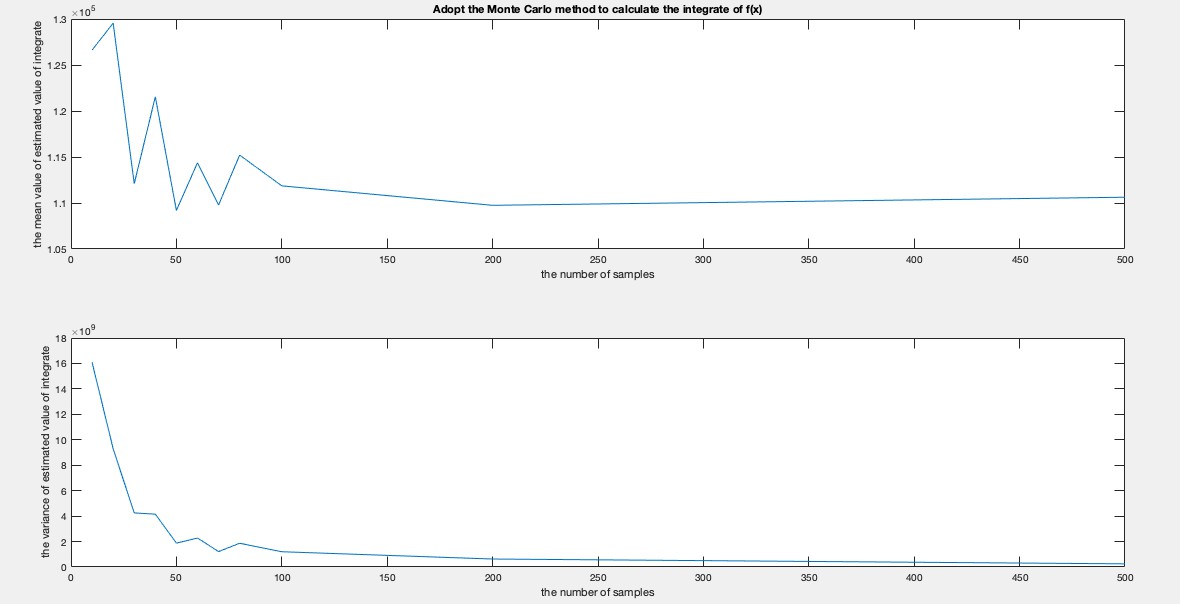 Adopt the Monte Carlo method to calculate the integrate of f(x)
×10^5
1.3
1.25
1.2
1.15
1.1
1.05
the mean value of estimated value of integrate
0 50 100 150 200 250 300 350 400 450 500
the number of samples
×10^9
18
16
14
12
10
8
6
4
2
0
the variance of estimated value of integrate
0 50 100 150 200 250 300 350 400 450 500
the number of samples